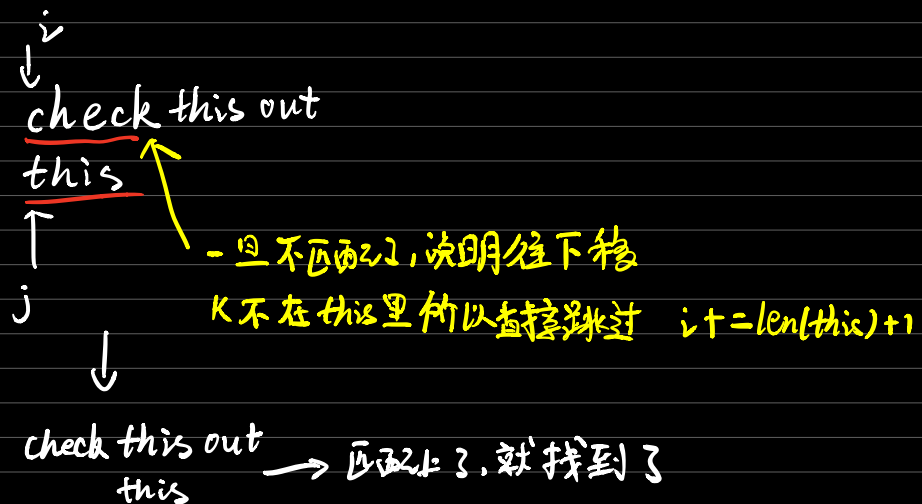 i
check this out
this
j
一旦不匹配了,说明往下移
K不在this里所以直接跳过 i+=len(this)+1
check this out
this
匹配上了,就找到了